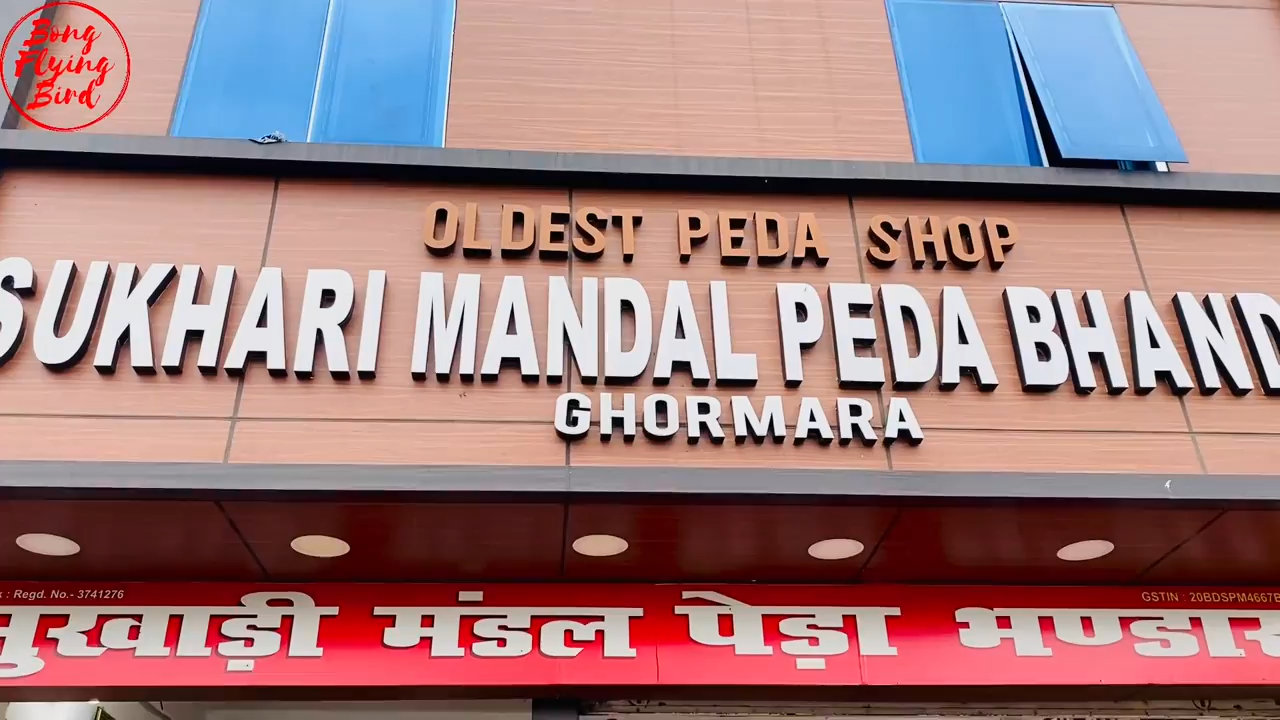 Bong
Flying
Bird
OLDEST PEDA SHOP
SUKHARI MANDAL PEDA BHAND
GHORMARA
: Regd. No.- 3741276
GSTIN : 20BDSPM4667B
सुखाड़ी मंडल पेड़ा भण्डार